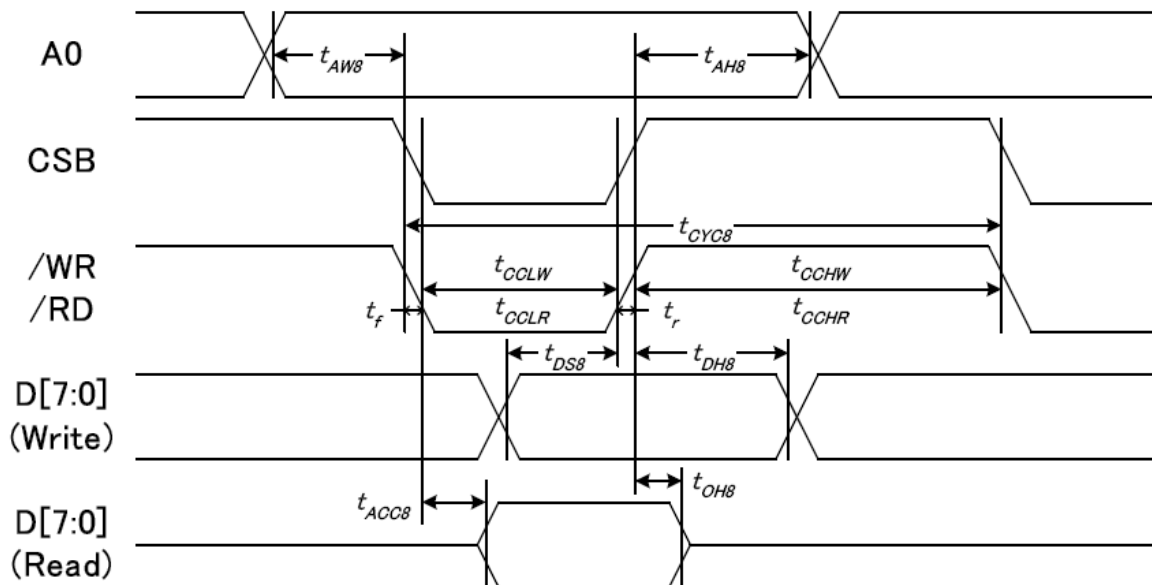 A0
t_AW8
t_AH8
CSB
t_CYC8
/WR
/RD
t_CCLW
t_CCHW
t_f
t_CCLR
t_r
t_CCHR
t_DS8
t_DH8
D[7:0]
(Write)
t_ACC8
t_OH8
D[7:0]
(Read)